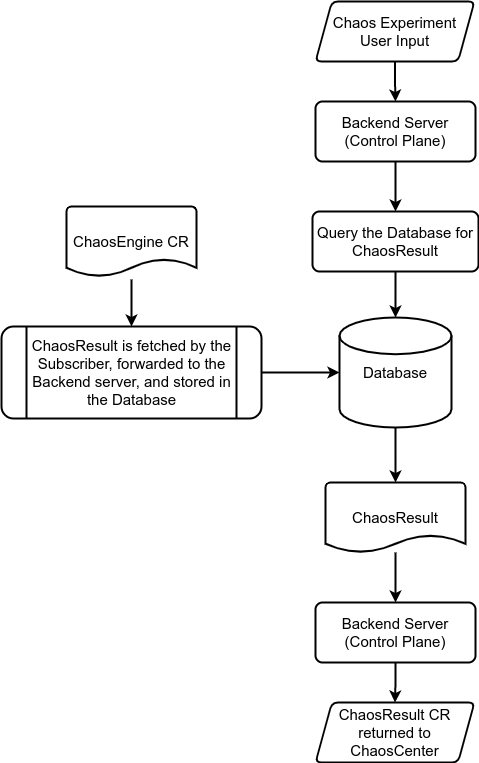 Chaos Experiment
User Input
Backend Server
(Control Plane)
Query the Database for
ChaosResult
ChaosEngine CR
ChaosResult is fetched by the
Subscriber, forwarded to the
Backend server, and stored in
the Database
Database
ChaosResult
Backend Server
(Control Plane)
ChaosResult CR
returned to
ChaosCenter